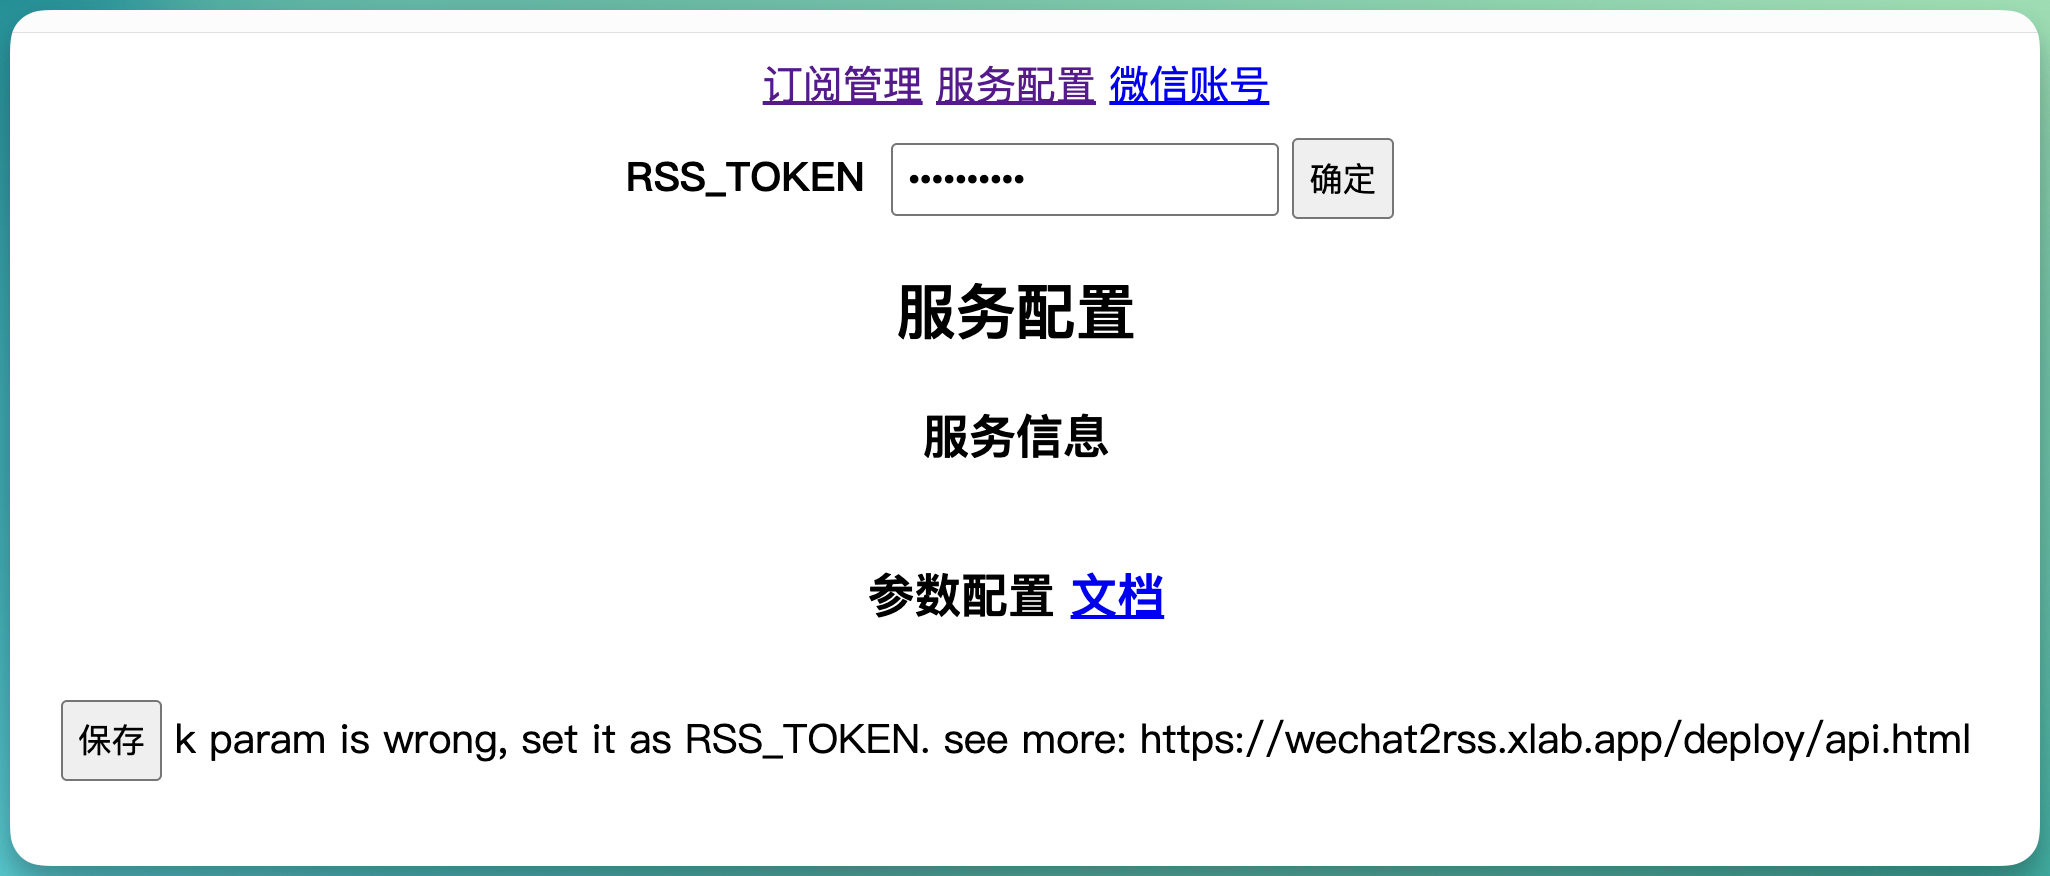 订阅管理 服务配置 微信账号
RSS_TOKEN •••••••••• 确定
服务配置
服务信息
参数配置 文档
保存 k param is wrong, set it as RSS_TOKEN. see more: https://wechat2rss.xlab.app/deploy/api.html